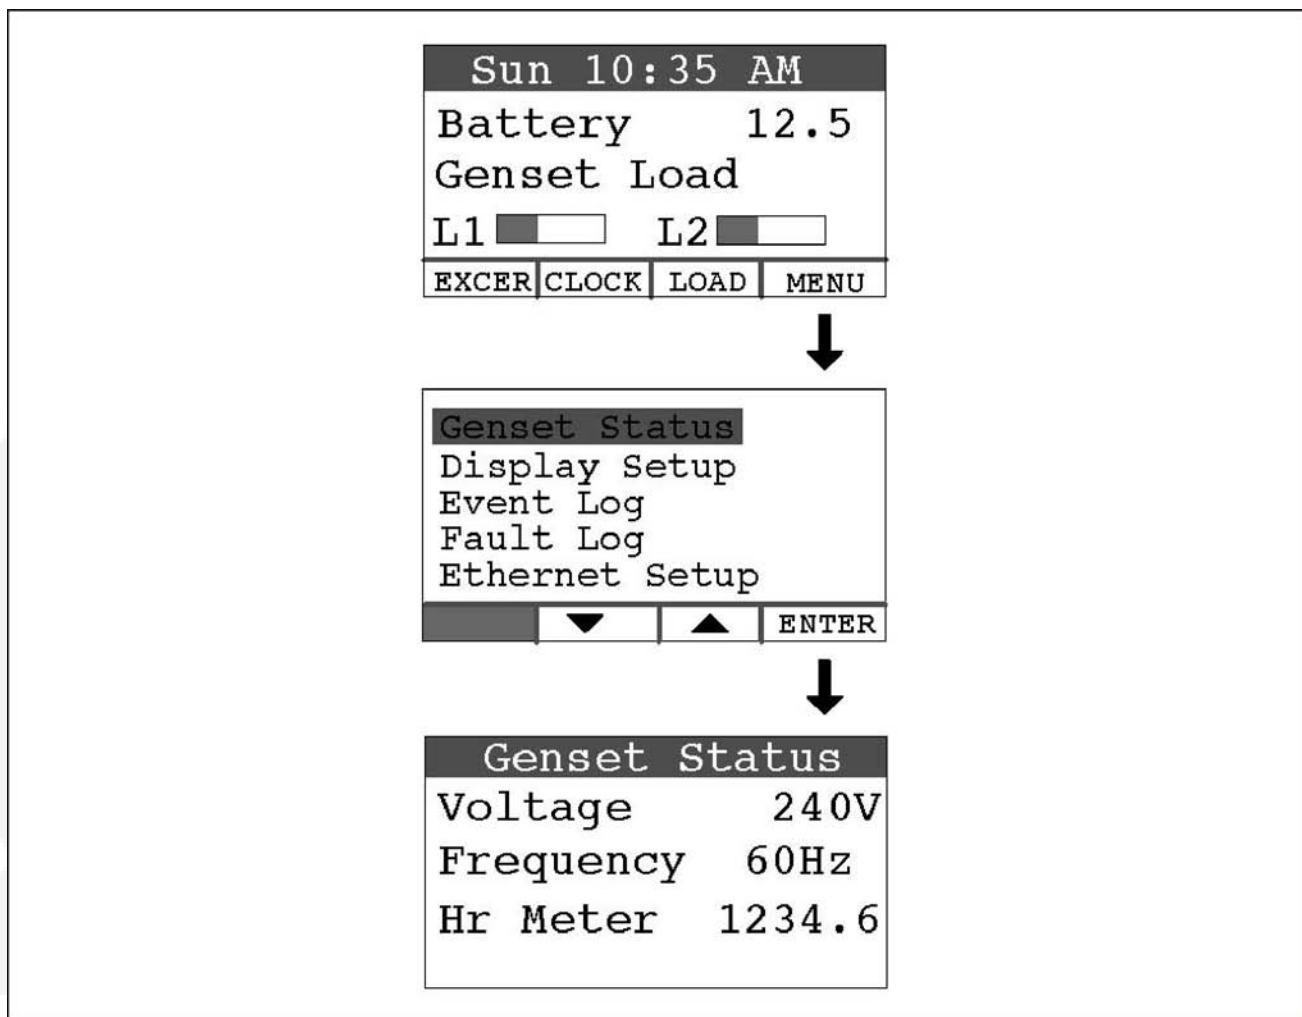 Sun 10:35 AM
Battery 12.5
Genset Load
L1 L2
EXCER CLOCK LOAD MENU
Genset Status
Display Setup
Event Log
Fault Log
Ethernet Setup
ENTER
Genset Status
Voltage 240V
Frequency 60Hz
Hr Meter 1234.6